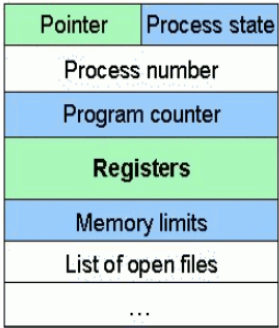 Pointer Process state
Process number
Program counter
Registers
Memory limits
List of open files
...